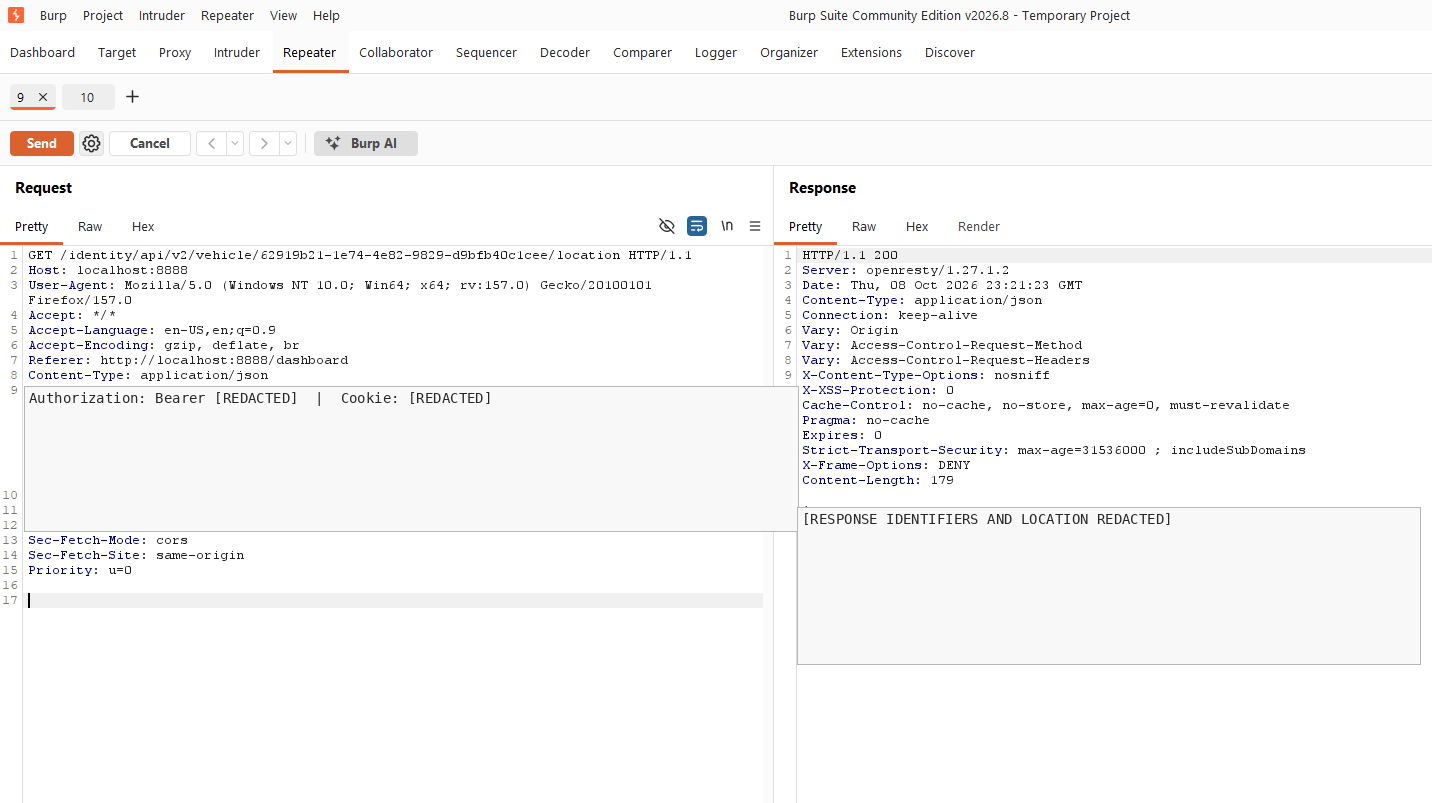 Burp Project Intruder Repeater View Help Burp Suite Community Edition v2026.8 - Temporary Project
Dashboard Target Proxy Intruder Repeater Collaborator Sequencer Decoder Comparer Logger Organizer Extensions Discover
9 × 10 +
Send Cancel < > Burp AI
Request
Pretty Raw Hex \n
1 GET /identity/api/v2/vehicle/62919b21-1e74-4e82-9829-d9bfb40c1cee/location HTTP/1.1
2 Host: localhost:8888
3 User-Agent: Mozilla/5.0 (Windows NT 10.0; Win64; x64; rv:157.0) Gecko/20100101
Firefox/157.0
4 Accept: */*
5 Accept-Language: en-US,en;q=0.9
6 Accept-Encoding: gzip, deflate, br
7 Referer: http://localhost:8888/dashboard
8 Content-Type: application/json
9 Authorization: Bearer [REDACTED] | Cookie: [REDACTED]
10
11
12
13 Sec-Fetch-Mode: cors
14 Sec-Fetch-Site: same-origin
15 Priority: u=0
16
17
Response
Pretty Raw Hex Render
1 HTTP/1.1 200
2 Server: openresty/1.27.1.2
3 Date: Thu, 08 Oct 2026 23:21:23 GMT
4 Content-Type: application/json
5 Connection: keep-alive
6 Vary: Origin
7 Vary: Access-Control-Request-Method
8 Vary: Access-Control-Request-Headers
9 X-Content-Type-Options: nosniff
X-XSS-Protection: 0
Cache-Control: no-cache, no-store, max-age=0, must-revalidate
Pragma: no-cache
Expires: 0
Strict-Transport-Security: max-age=31536000 ; includeSubDomains
X-Frame-Options: DENY
Content-Length: 179
[RESPONSE IDENTIFIERS AND LOCATION REDACTED]